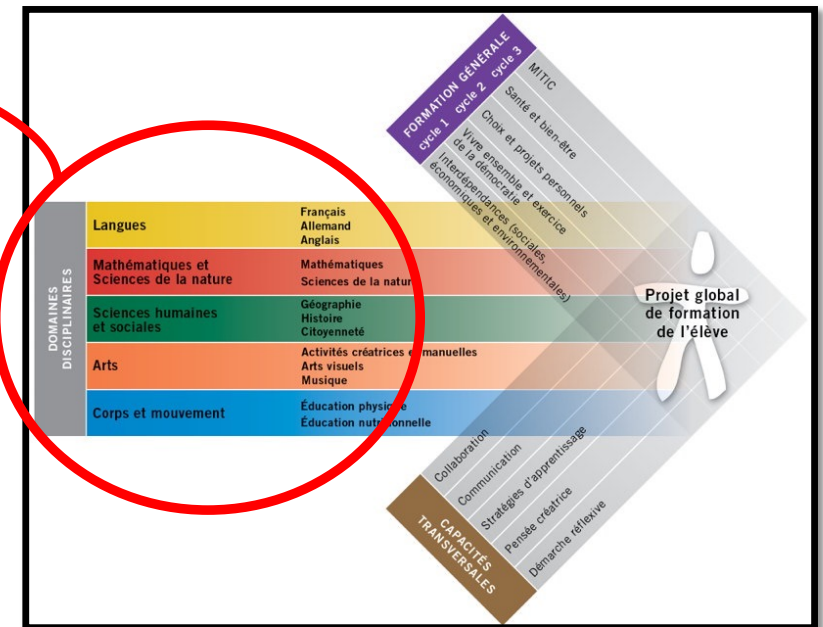 FORMATION GÉNÉRALE
cycle 1 cycle 2 cycle 3
MITIC
Santé et bien-être
Choix et projets personnels
Vivre ensemble et exercice
de la démocratie
Interdépendances (sociales,
économiques et environnementales)
DOMAINES
DISCIPLINAIRES
Langues
Français
Allemand
Anglais
Mathématiques et
Sciences de la nature
Mathématiques
Sciences de la nature
Sciences humaines
et sociales
Géographie
Histoire
Citoyenneté
Arts
Activités créatrices et manuelles
Arts visuels
Musique
Corps et mouvement
Éducation physique
Éducation nutritionnelle
Projet global
de formation
de l'élève
Collaboration
Communication
Stratégies d'apprentissage
Pensée créatrice
Démarche réflexive
CAPACITÉS
TRANSVERSALES